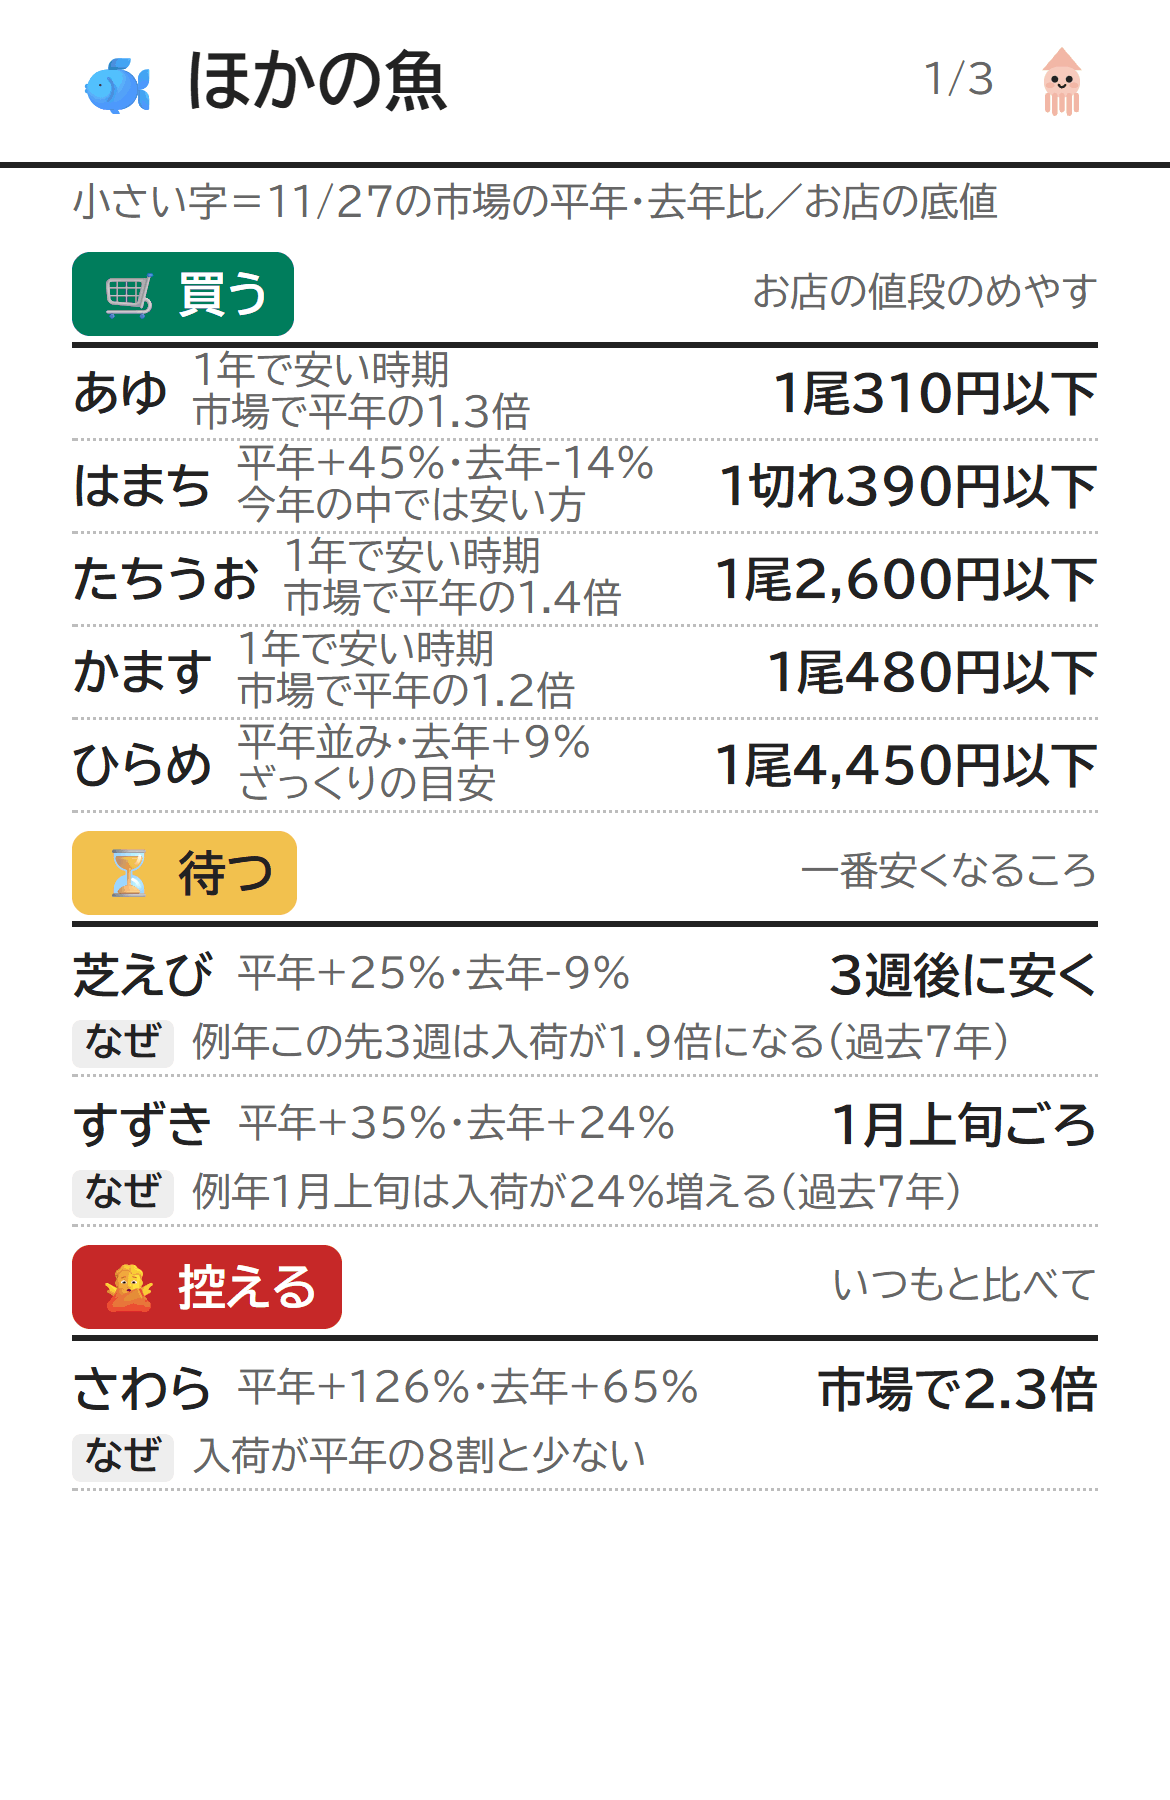 ほかの魚
1/3
小さい字＝11/27の市場の平年・去年比／お店の底値
買う
お店の値段のめやす
あゆ
1年で安い時期
市場で平年の1.3倍
1尾310円以下
はまち
平年+45%・去年-14%
今年の中では安い方
1切れ390円以下
たちうお
1年で安い時期
市場で平年の1.4倍
1尾2,600円以下
かます
1年で安い時期
市場で平年の1.2倍
1尾480円以下
ひらめ
平年並み・去年+9%
ざっくりの目安
1尾4,450円以下
待つ
一番安くなるころ
芝えび 平年+25%・去年-9% 3週後に安く
なぜ 例年この先3週は入荷が1.9倍になる（過去7年）
すずき 平年+35%・去年+24% 1月上旬ごろ
なぜ 例年1月上旬は入荷が24%増える（過去7年）
控える
いつもと比べて
さわら 平年+126%・去年+65% 市場で2.3倍
なぜ 入荷が平年の8割と少ない